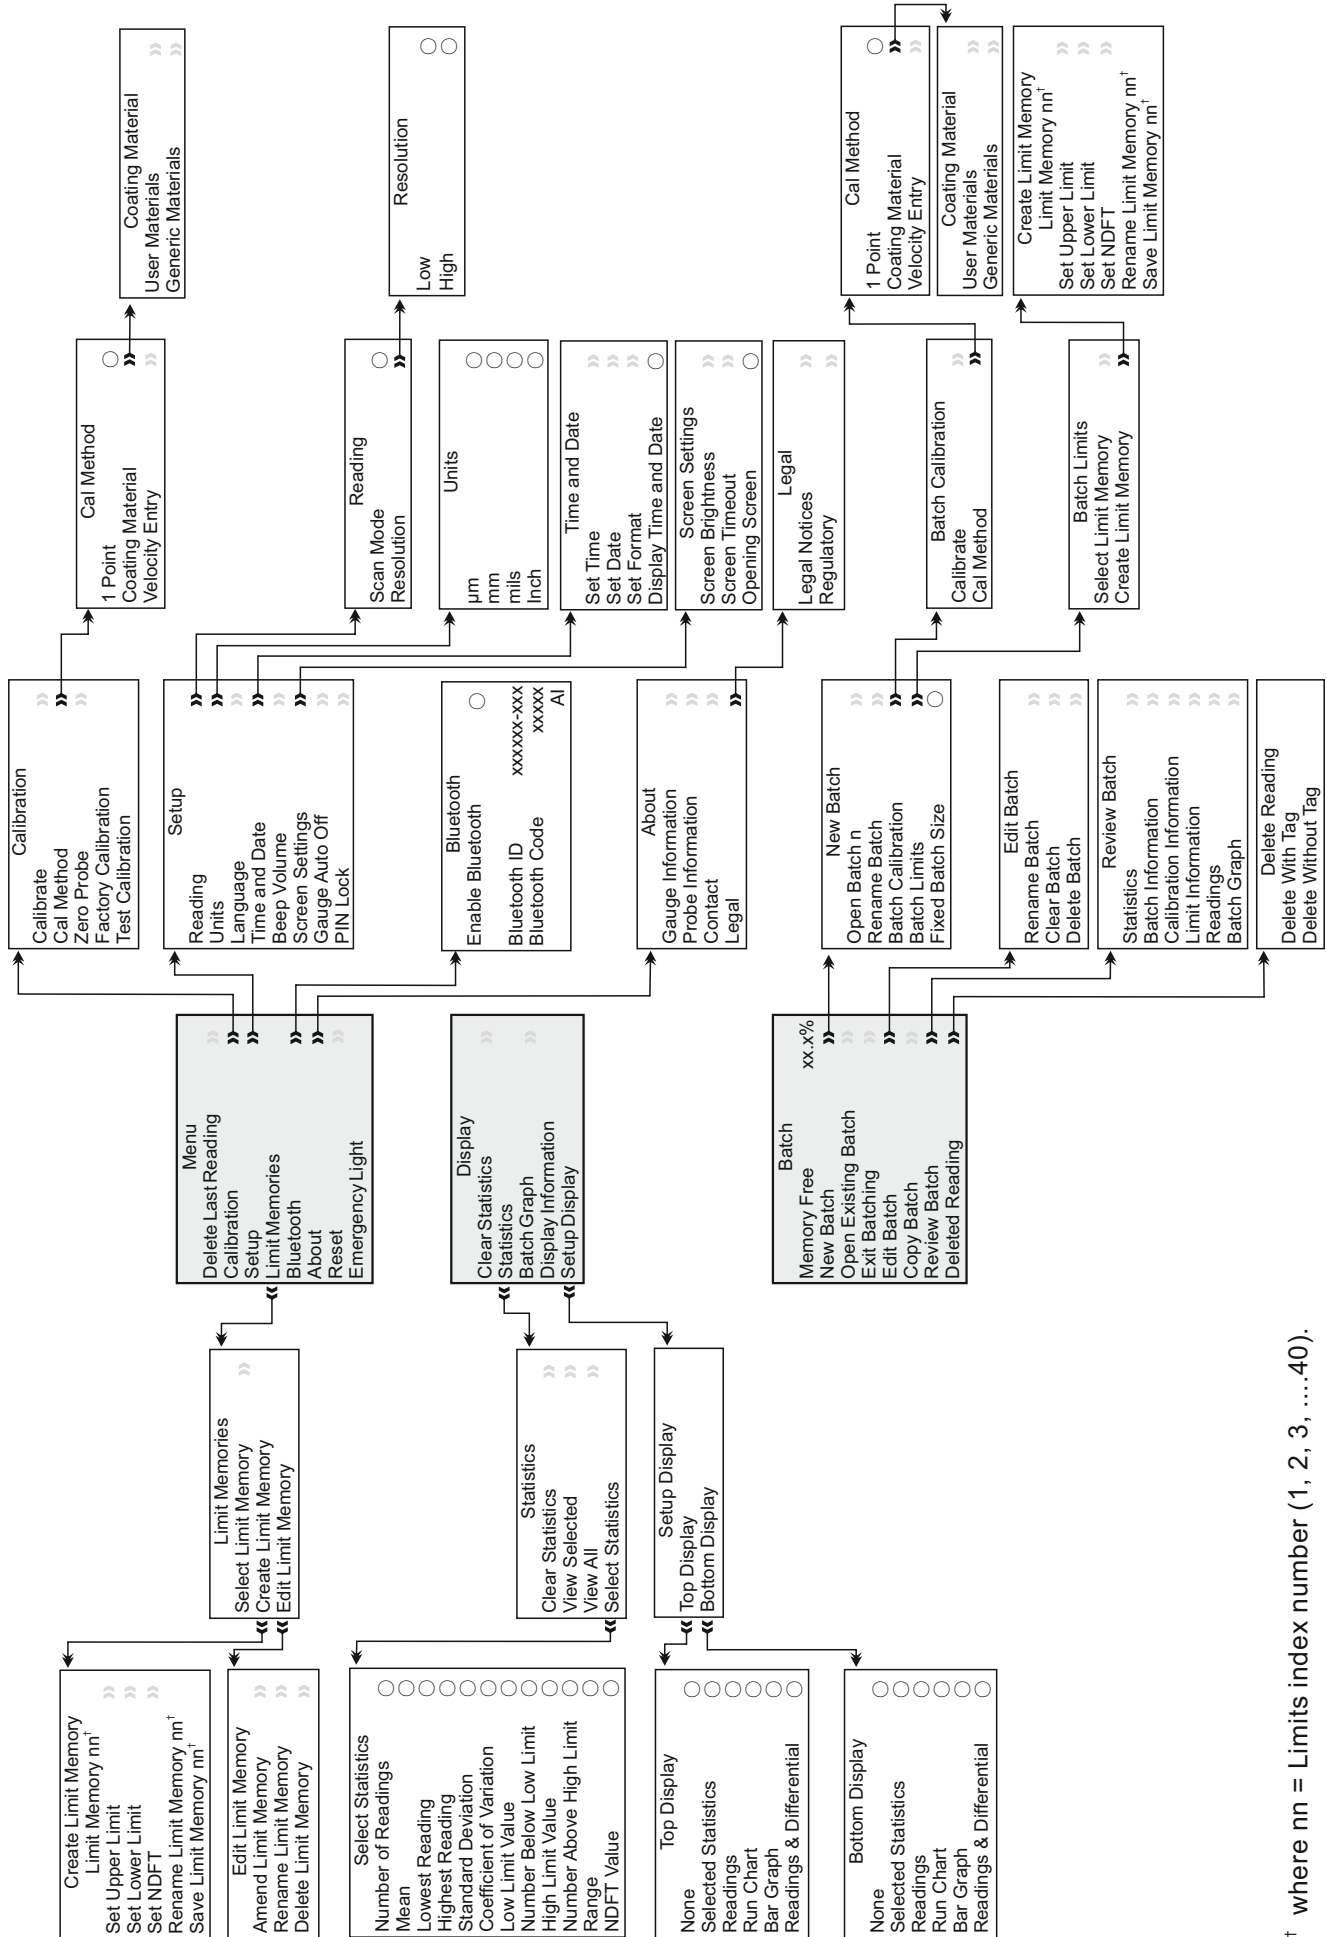 Calibration
Calibrate
Cal Method
Zero Probe
Factory Calibration
Test Calibration
Cal Method
1 Point
Coating Material
Velocity Entry
Coating Material
User Materials
Generic Materials
Menu
Delete Last Reading
Calibration
Setup
Limit Memories
Bluetooth
About
Reset
Emergency Light
Setup
Reading
Units
Language
Time and Date
Beep Volume
Screen Settings
Gauge Auto Off
PIN Lock
Reading
Scan Mode
Resolution
Resolution
Low
High
Units
µm
mm
mils
Inch
Time and Date
Set Time
Set Date
Set Format
Display Time and Date
Screen Settings
Screen Brightness
Screen Timeout
Opening Screen
Bluetooth
Enable Bluetooth
Bluetooth ID xxxxxx-xxx
Bluetooth Code xxxxx
AI
About
Gauge Information
Probe Information
Contact
Legal
Legal
Legal Notices
Regulatory
Limit Memories
Select Limit Memory
Create Limit Memory
Edit Limit Memory
Create Limit Memory
Limit Memory nn†
Set Upper Limit
Set Lower Limit
Set NDFT
Rename Limit Memory nn†
Save Limit Memory nn†
Edit Limit Memory
Amend Limit Memory
Rename Limit Memory
Delete Limit Memory
Display
Clear Statistics
Statistics
Batch Graph
Display Information
Setup Display
Statistics
Clear Statistics
View Selected
View All
Select Statistics
Select Statistics
Number of Readings
Mean
Lowest Reading
Highest Reading
Standard Deviation
Coefficient of Variation
Low Limit Value
Number Below Low Limit
High Limit Value
Number Above High Limit
Range
NDFT Value
Setup Display
Top Display
Bottom Display
Top Display
None
Selected Statistics
Readings
Run Chart
Bar Graph
Readings & Differential
Bottom Display
None
Selected Statistics
Readings
Run Chart
Bar Graph
Readings & Differential
Batch
Memory Free xx.x%
New Batch
Open Existing Batch
Exit Batching
Edit Batch
Copy Batch
Review Batch
Deleted Reading
New Batch
Open Batch n
Rename Batch
Batch Calibration
Batch Limits
Fixed Batch Size
Batch Calibration
Calibrate
Cal Method
Cal Method
1 Point
Coating Material
Velocity Entry
Coating Material
User Materials
Generic Materials
Batch Limits
Select Limit Memory
Create Limit Memory
Create Limit Memory
Limit Memory nn†
Set Upper Limit
Set Lower Limit
Set NDFT
Rename Limit Memory nn†
Save Limit Memory nn†
Edit Batch
Rename Batch
Clear Batch
Delete Batch
Review Batch
Statistics
Batch Information
Calibration Information
Limit Information
Readings
Batch Graph
Delete Reading
Delete With Tag
Delete Without Tag
† where nn = Limits index number (1, 2, 3, ....40).